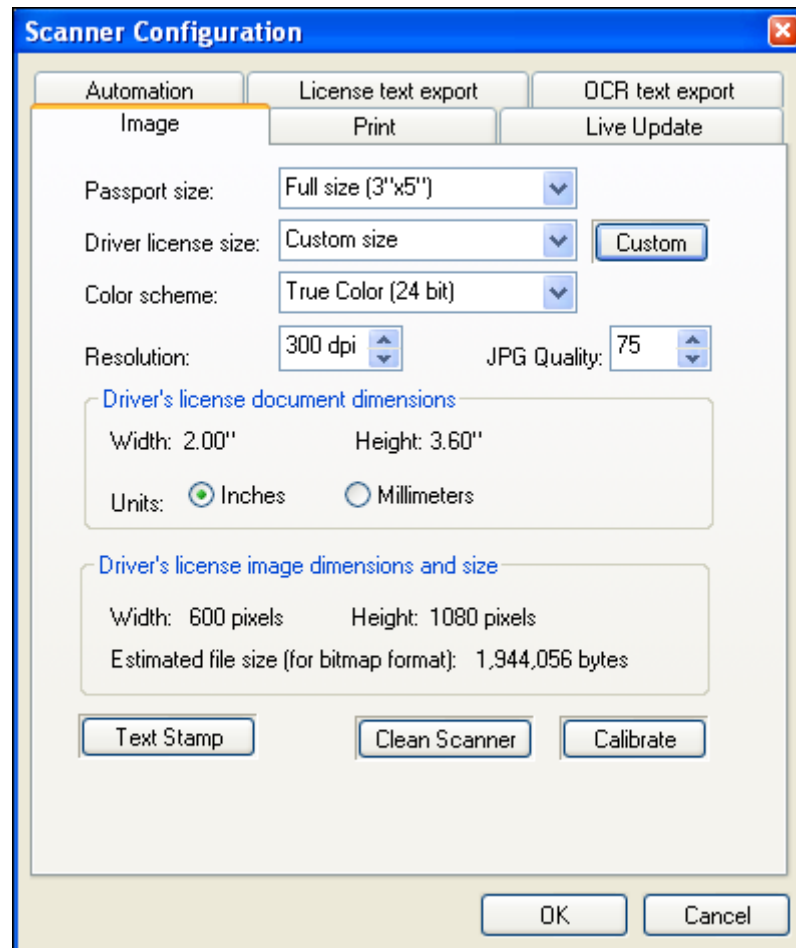 Scanner Configuration
Automation License text export OCR text export
Image Print Live Update
Passport size: Full size (3"x5")
Driver license size: Custom size Custom
Color scheme: True Color (24 bit)
Resolution: 300 dpi JPG Quality: 75
Driver's license document dimensions
Width: 2.00" Height: 3.60"
Units: Inches Millimeters
Driver's license image dimensions and size
Width: 600 pixels Height: 1080 pixels
Estimated file size (for bitmap format): 1,944,056 bytes
Text Stamp Clean Scanner Calibrate
OK Cancel